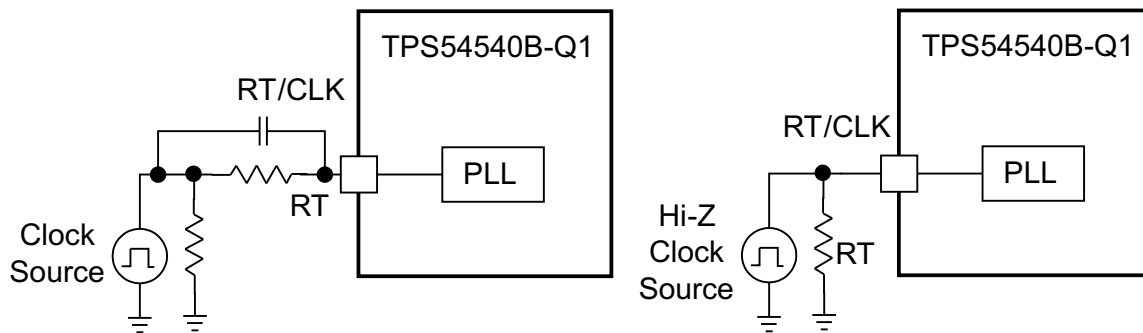 TPS54540B-Q1
RT/CLK
PLL
RT
Clock
Source
TPS54540B-Q1
RT/CLK
PLL
Hi-Z
Clock
Source
RT